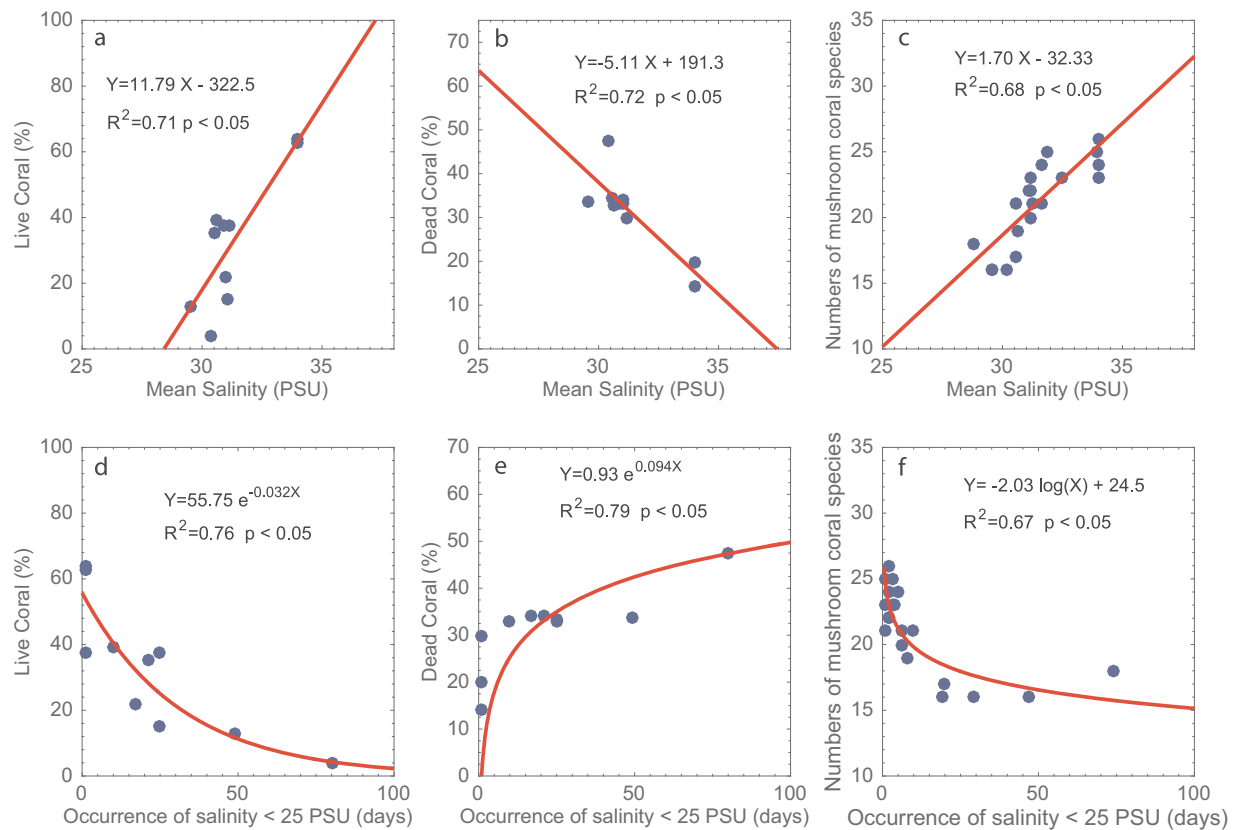 a
Y=11.79 X - 322.5
R²=0.71 p < 0.05
Live Coral (%)
100
80
60
40
20
0
25
30
35
Mean Salinity (PSU)
b
Y=-5.11 X + 191.3
R²=0.72 p < 0.05
Dead Coral (%)
70
60
50
40
30
20
10
0
25
30
35
Mean Salinity (PSU)
c
Y=1.70 X - 32.33
R²=0.68 p < 0.05
Numbers of mushroom coral species
35
30
25
20
15
10
25
30
35
Mean Salinity (PSU)
d
Y=55.75 e^-0.032X
R²=0.76 p < 0.05
Live Coral (%)
100
80
60
40
20
0
0
50
100
Occurrence of salinity < 25 PSU (days)
e
Y=0.93 e^0.094X
R²=0.79 p < 0.05
Dead Coral (%)
70
60
50
40
30
20
10
0
0
50
100
Occurrence of salinity < 25 PSU (days)
f
Y= -2.03 log(X) + 24.5
R²=0.67 p < 0.05
Numbers of mushroom coral species
35
30
25
20
15
10
0
50
100
Occurrence of salinity < 25 PSU (days)